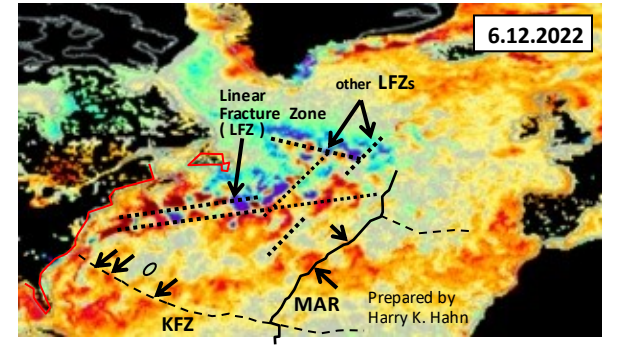 6.12.2022
other LFZs
Linear
Fracture Zone
( LFZ )
MAR
Prepared by
Harry K. Hahn
KFZ